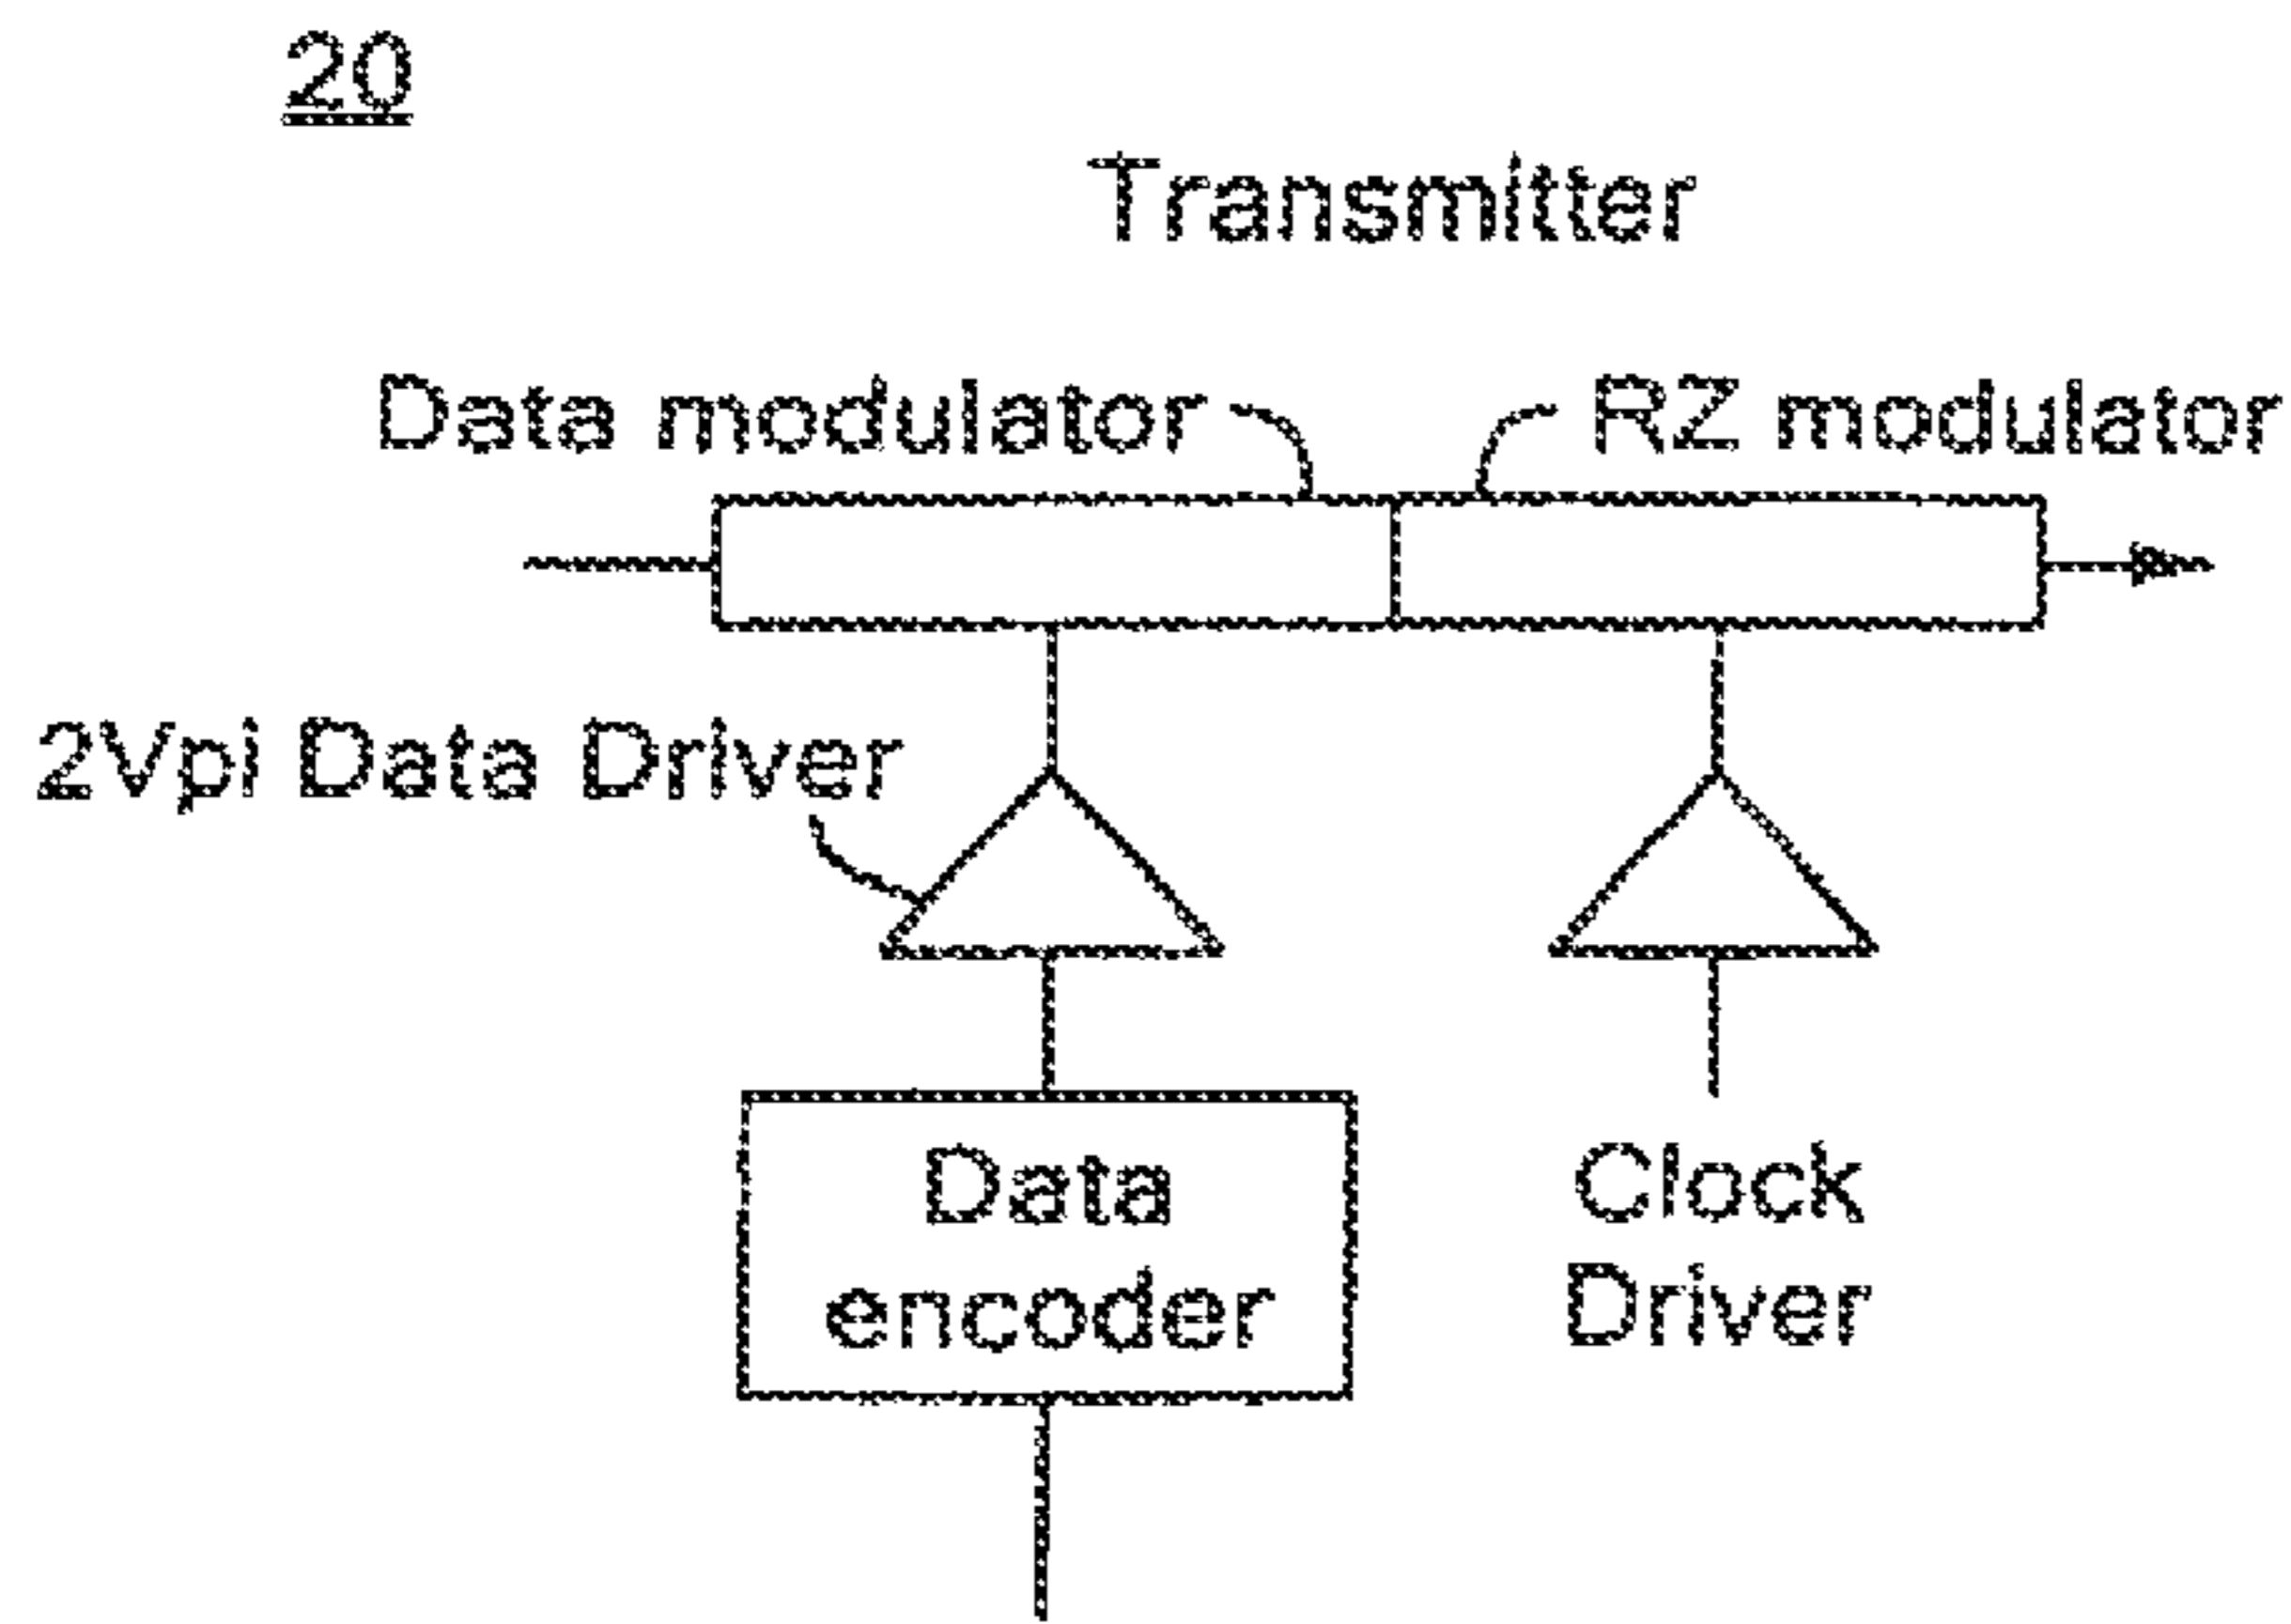 20
Transmitter
Data modulator
RZ modulator
2Vpi Data Driver
Data
encoder
Clock
Driver